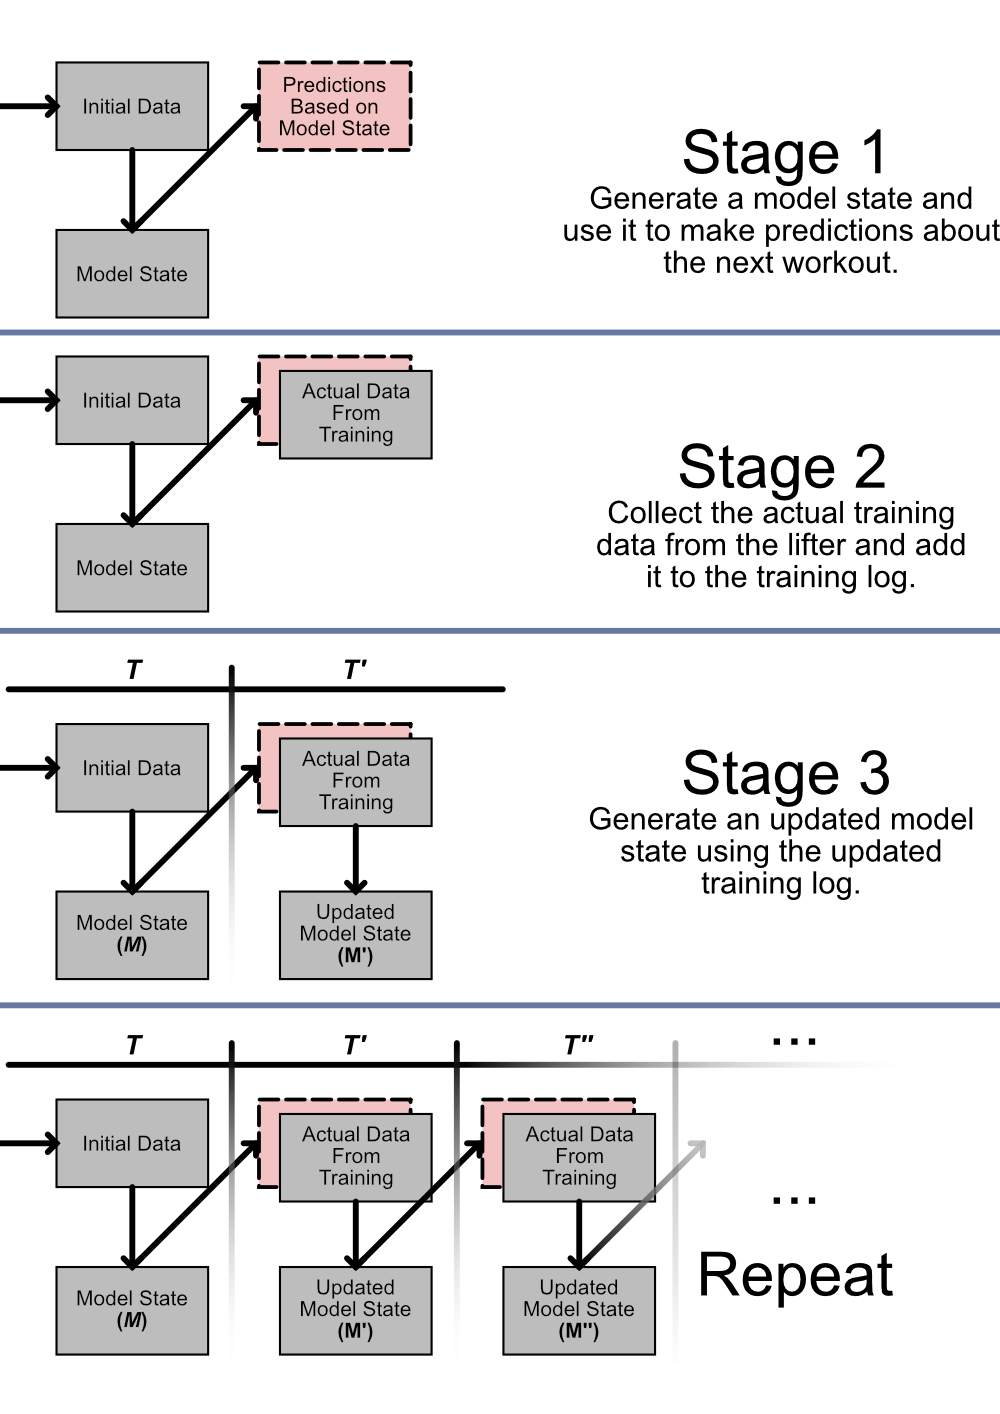 Initial Data
Predictions
Based on
Model State
Model State
Stage 1
Generate a model state and
use it to make predictions about
the next workout.
Initial Data
Actual Data
From
Training
Model State
Stage 2
Collect the actual training
data from the lifter and add
it to the training log.
T
T'
Initial Data
Actual Data
From
Training
Model State
(M)
Updated
Model State
(M')
Stage 3
Generate an updated model
state using the updated
training log.
T
T'
T"
...
Initial Data
Actual Data
From
Training
Actual Data
From
Training
...
Model State
(M)
Updated
Model State
(M')
Updated
Model State
(M")
Repeat